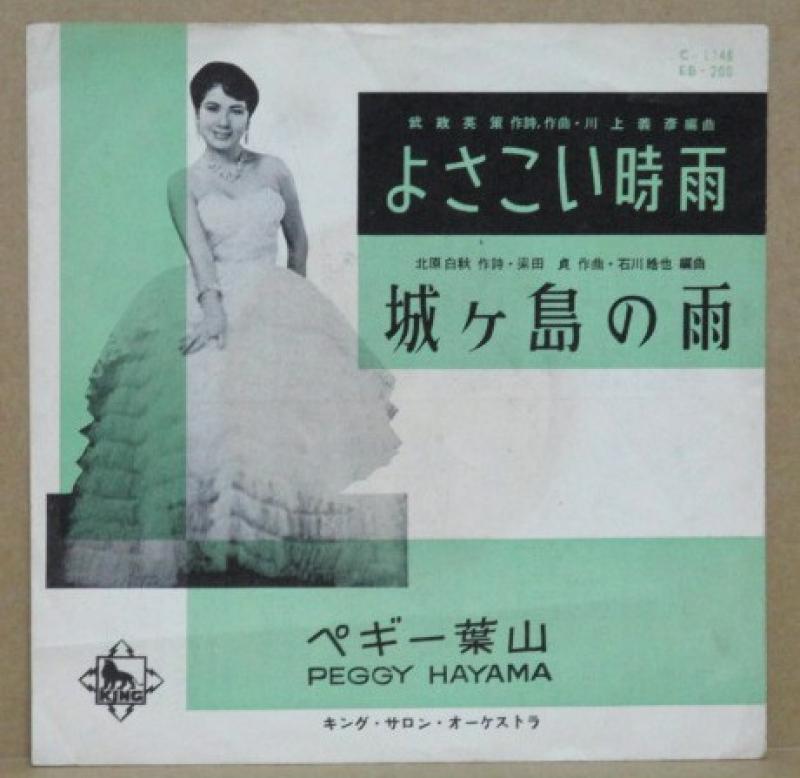 EB-200
武政英策 作詩,作曲・川上義彦 編曲
よさこい時雨
北原白秋 作詩・梁田 貞 作曲・石川晧也 編曲
城ヶ島の雨
ペギー葉山
PEGGY HAYAMA
KING
キング・サロン・オーケストラ